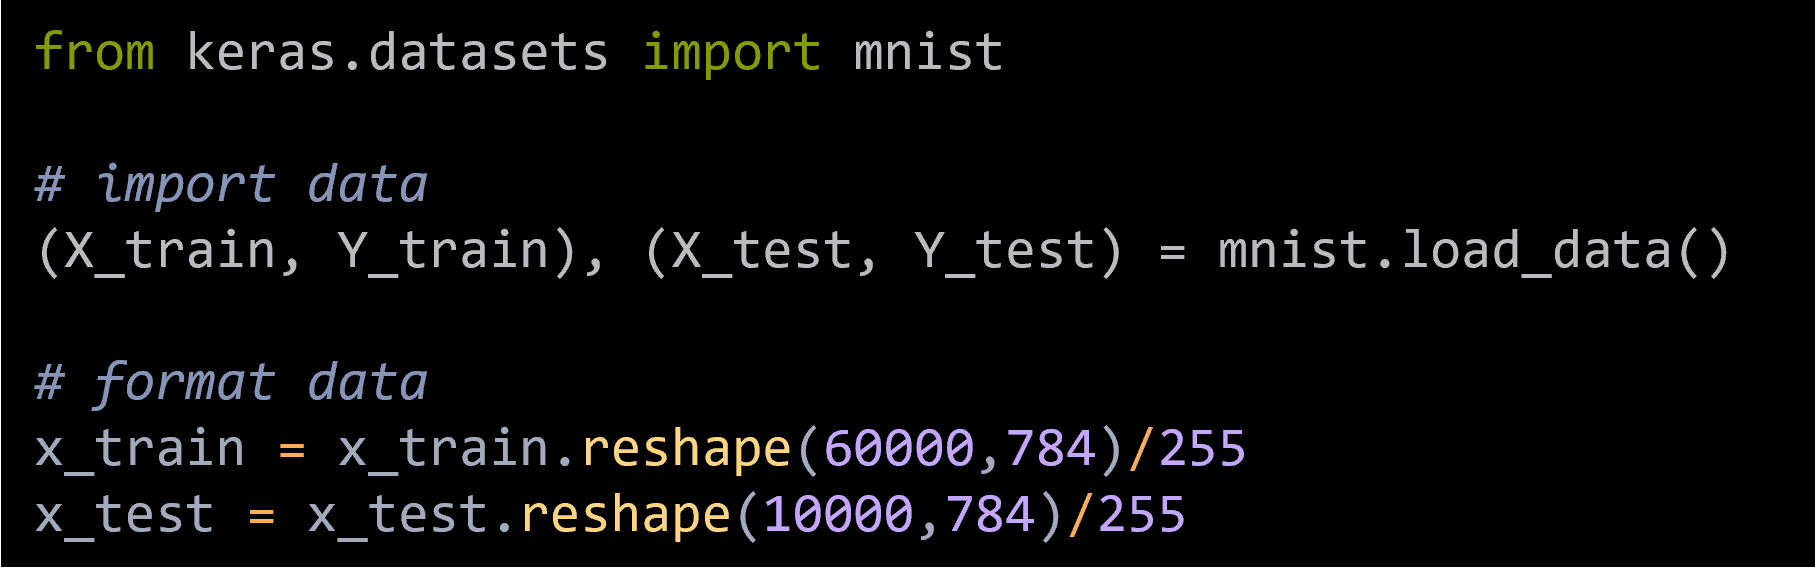 from keras.datasets import mnist
# import data
(X_train, Y_train), (X_test, Y_test) = mnist.load_data()
# format data
x_train = x_train.reshape(60000,784)/255
x_test = x_test.reshape(10000,784)/255